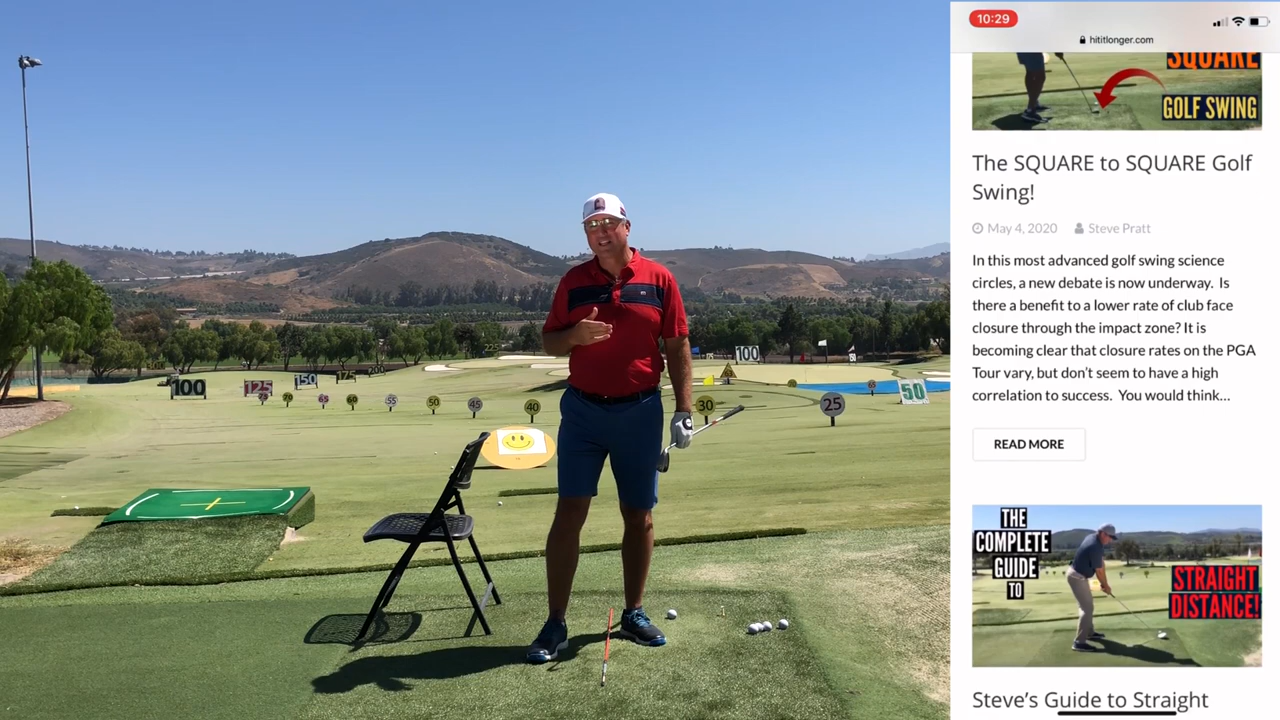 100
125
150
175
200
100
50
65
60
55
50
45
40
30
25
10:29
hititlonger.com
SQUARE
GOLF SWING
The SQUARE to SQUARE Golf
Swing!
May 4, 2020 Steve Pratt
In this most advanced golf swing science
circles, a new debate is now underway. Is
there a benefit to a lower rate of club face
closure through the impact zone? It is
becoming clear that closure rates on the PGA
Tour vary, but don't seem to have a high
correlation to success. You would think...
READ MORE
THE
COMPLETE
GUIDE
TO
STRAIGHT
DISTANCE!
Steve's Guide to Straight